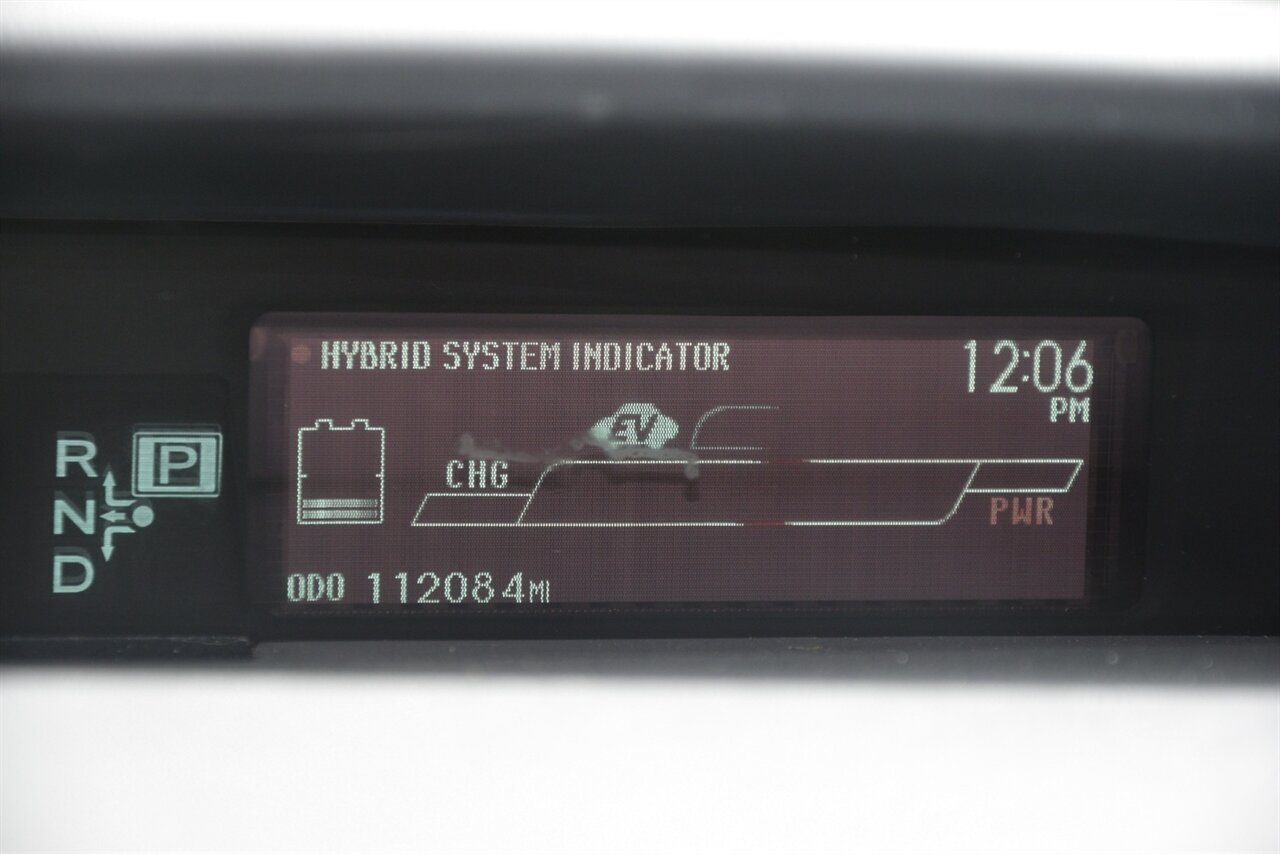 HYBRID SYSTEM INDICATOR
12:06
PM
EV
R P
CHG
N
PWR
D
ODO 112084MI